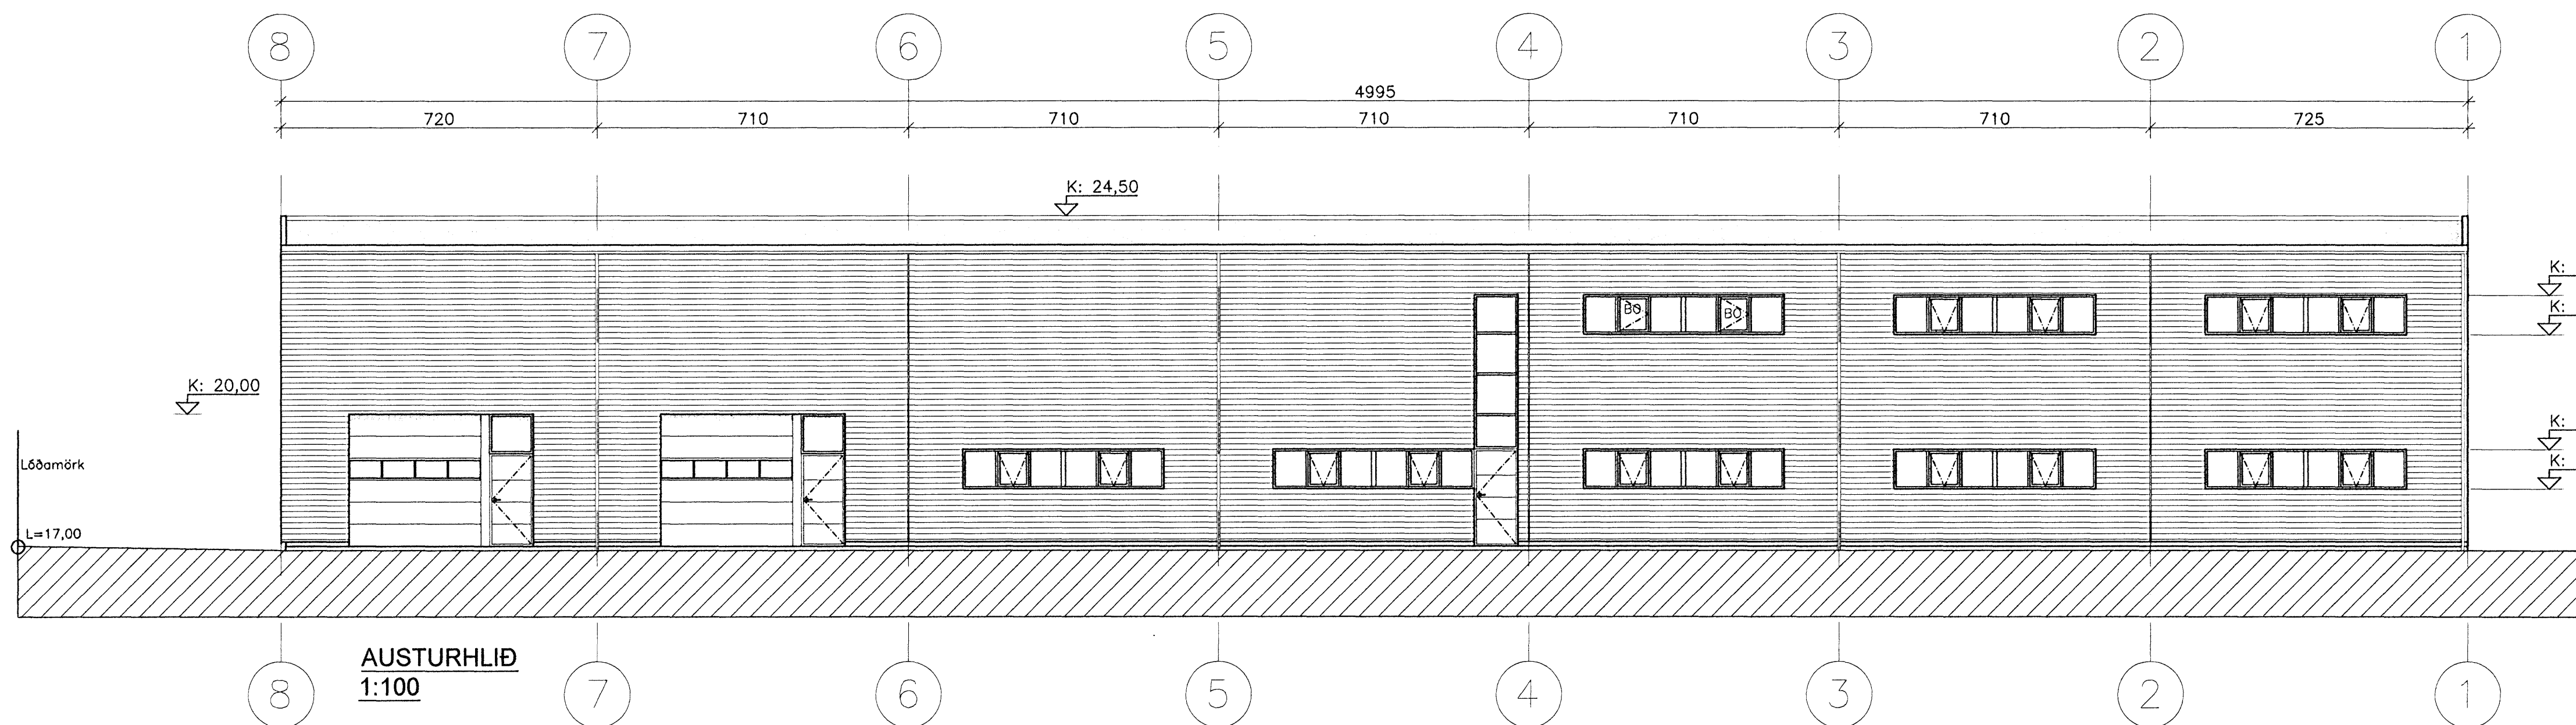 8 7 6 5 4 3 2 1
4995
720 710 710 710 710 710 725
K: 24,50
K:
BO BO
K:
K: 20,00
K:
Lóðamörk
K:
L=17,00
AUSTURHLIÐ
1:100
8 7 6 5 4 3 2 1